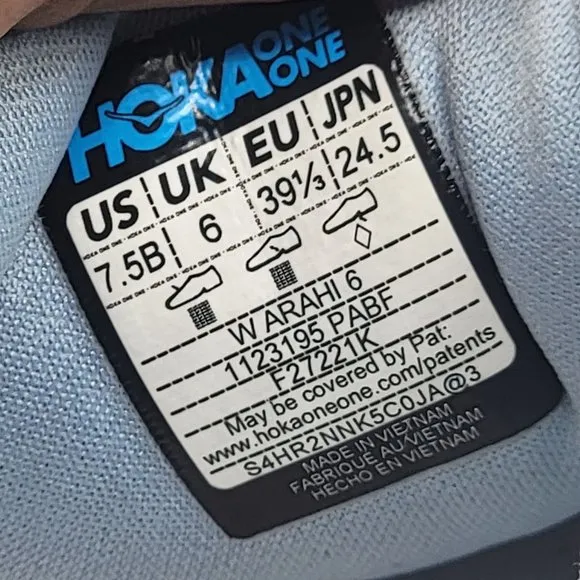 HOKA ONE ONE
US UK EU JPN
7.5B 6 39⅓ 24.5
W ARAHI 6
1123195 PABF
F27221K
May be covered by Pat:
www.hokaoneone.com/patents
S4HR2NNK5C0JA@3
MADE IN VIETNAM
FABRIQUE AU/VIETNAM
HECHO EN VIETNAM